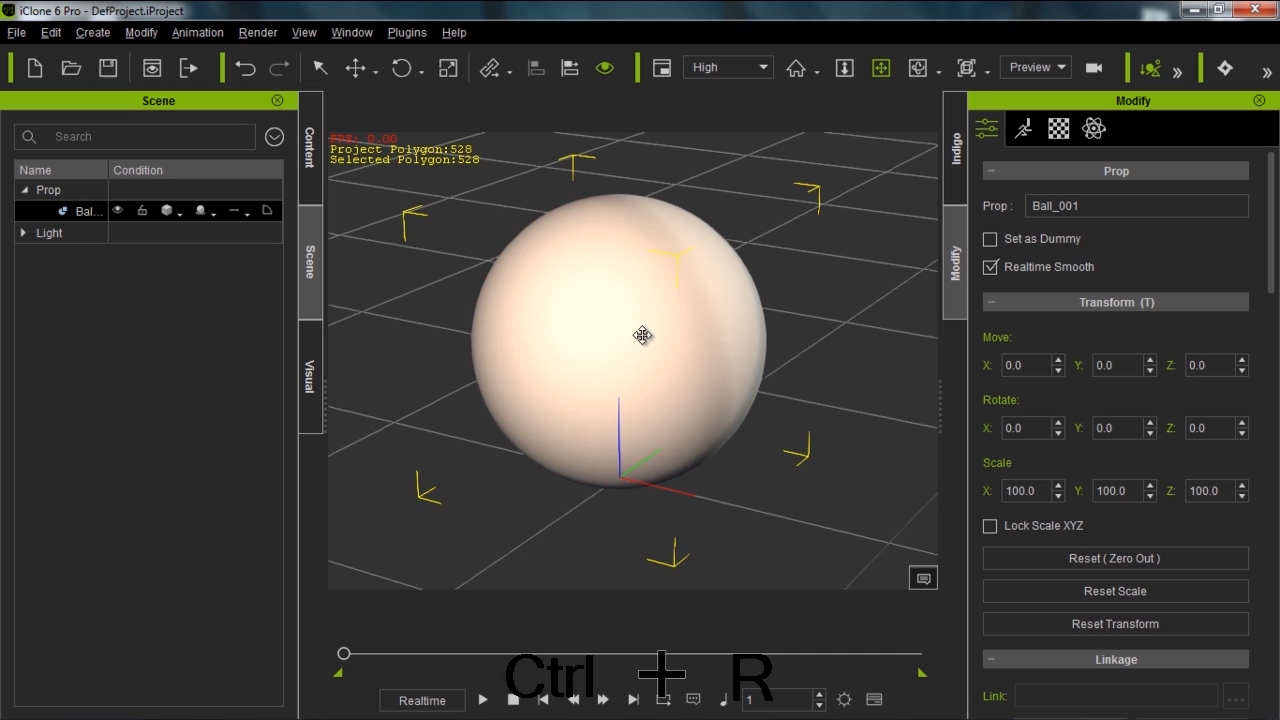 iClone 6 Pro - DefProject.iProject
File Edit Create Modify Animation Render View Window Plugins Help
High Preview
Scene
Search
Name Condition
Prop
Bal...
Light
Content
Scene
Visual
FPS: 0.00
Project Polygon:528
Selected Polygon:528
Indigo
Modify
Modify
Prop
Prop : Ball_001
Set as Dummy
Realtime Smooth
Transform (T)
Move:
X: 0.0 Y: 0.0 Z: 0.0
Rotate:
X: 0.0 Y: 0.0 Z: 0.0
Scale
X: 100.0 Y: 100.0 Z: 100.0
Lock Scale XYZ
Reset ( Zero Out )
Reset Scale
Reset Transform
Linkage
Link: ...
Ctrl + R
Realtime 1